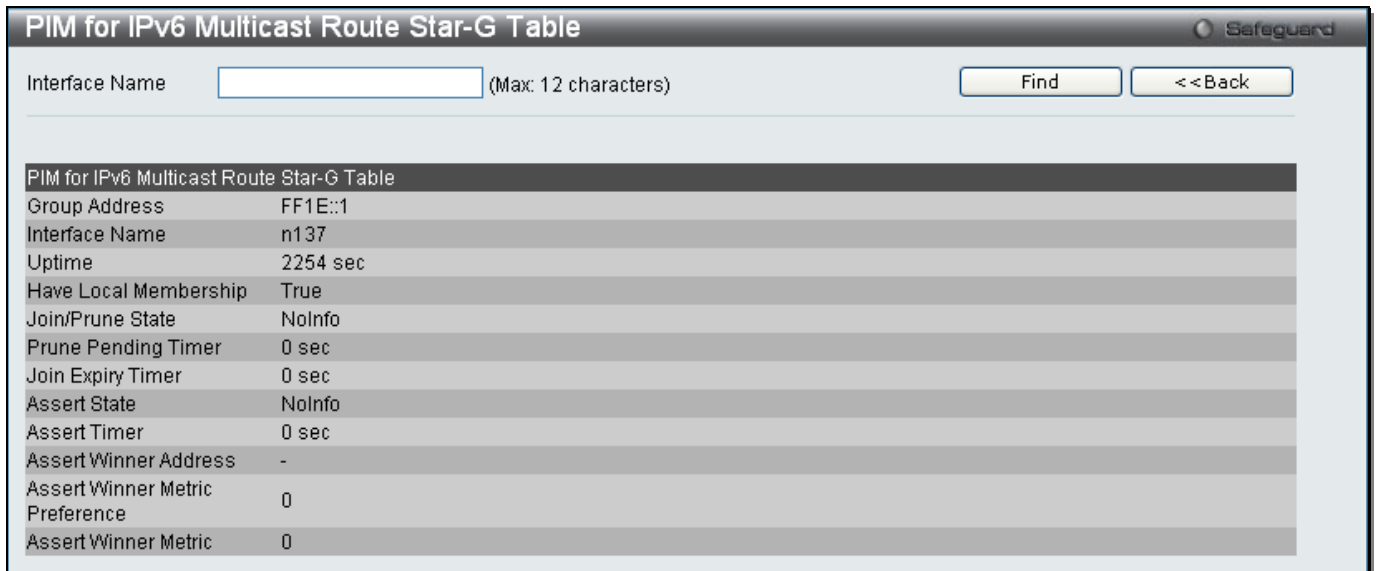 PIM for IPv6 Multicast Route Star-G Table
Safeguard
Interface Name (Max: 12 characters) Find <<Back
PIM for IPv6 Multicast Route Star-G Table
Group Address FF1E::1
Interface Name n137
Uptime 2254 sec
Have Local Membership True
Join/Prune State NoInfo
Prune Pending Timer 0 sec
Join Expiry Timer 0 sec
Assert State NoInfo
Assert Timer 0 sec
Assert Winner Address -
Assert Winner Metric
Preference 0
Assert Winner Metric 0